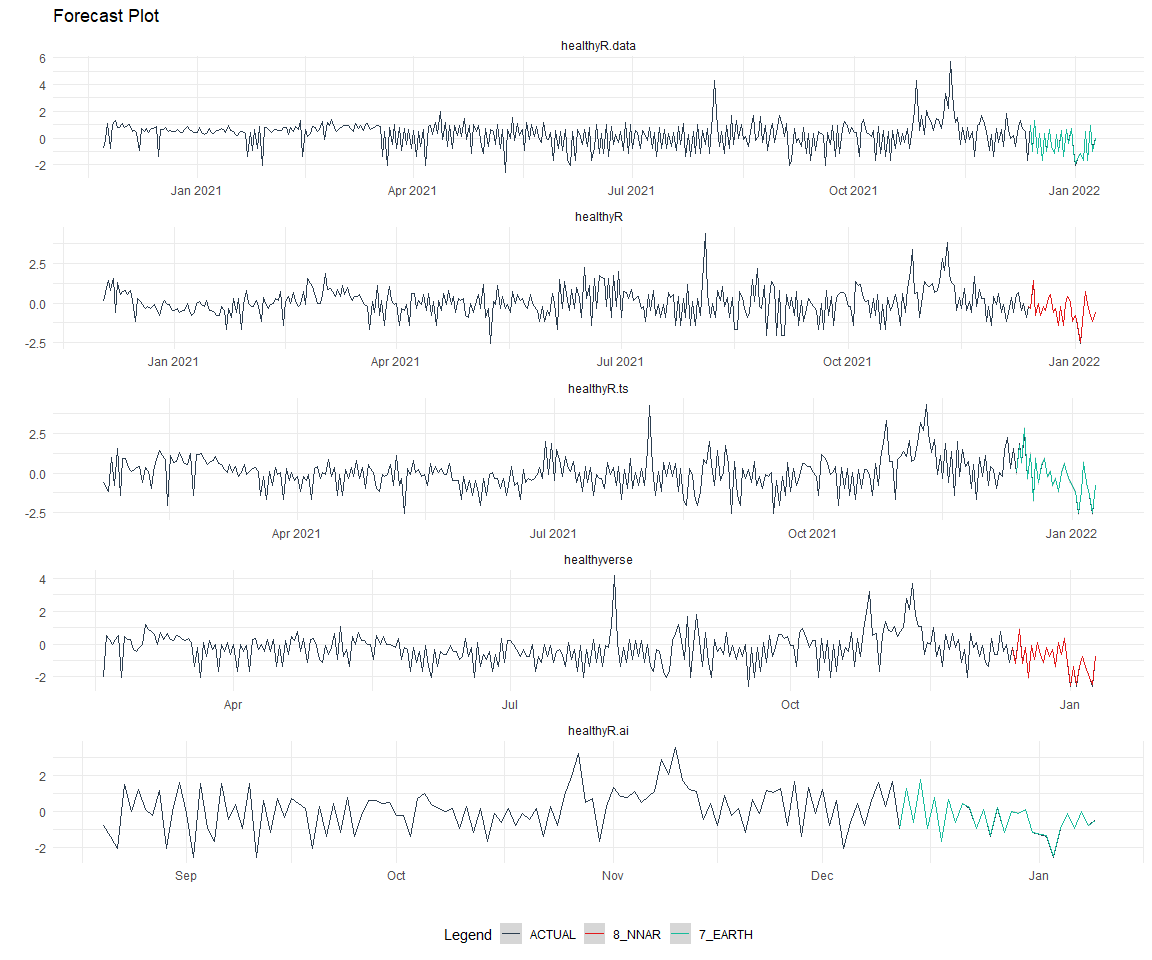 Forecast Plot
healthyR.data
6
4
2
0
-2
Jan 2021 Apr 2021 Jul 2021 Oct 2021 Jan 2022
healthyR
2.5
0.0
-2.5
Jan 2021 Apr 2021 Jul 2021 Oct 2021 Jan 2022
healthyR.ts
2.5
0.0
-2.5
Apr 2021 Jul 2021 Oct 2021 Jan 2022
healthyverse
4
2
0
-2
Apr Jul Oct Jan
healthyR.ai
2
0
-2
Sep Oct Nov Dec Jan
Legend ACTUAL 8_NNAR 7_EARTH